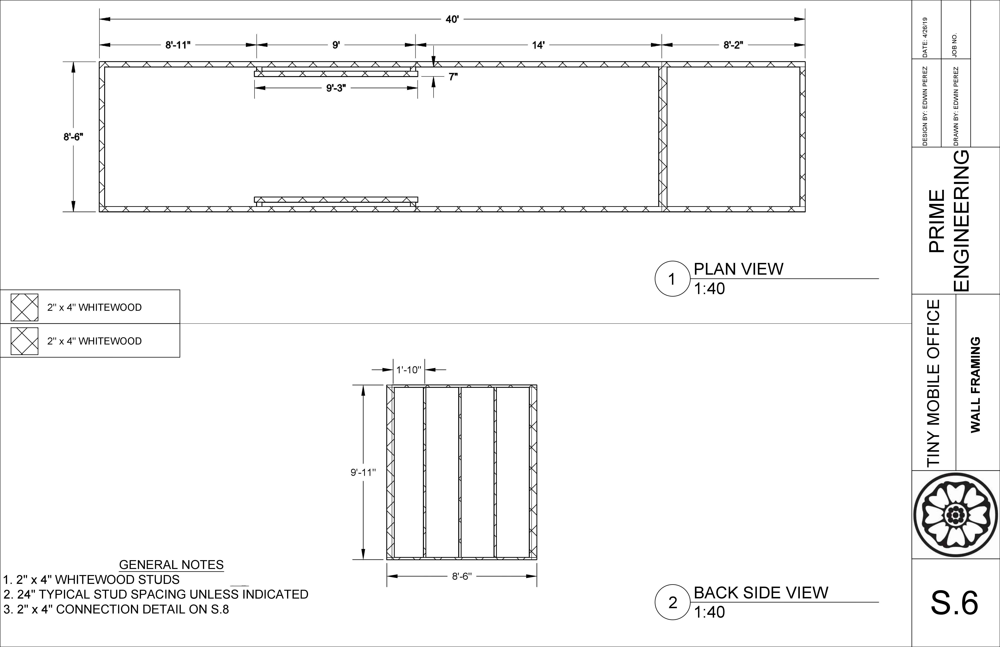 40'
8'-11"
9'
14'
8'-2"
7"
9'-3"
8'-6"
1
PLAN VIEW
1:40
2" x 4" WHITEWOOD
2" x 4" WHITEWOOD
1'-10"
9'-11"
8'-6"
GENERAL NOTES
1. 2" x 4" WHITEWOOD STUDS
2. 24" TYPICAL STUD SPACING UNLESS INDICATED
3. 2" x 4" CONNECTION DETAIL ON S.8
2
BACK SIDE VIEW
1:40
DATE: 4/26/19
JOB NO.
DESIGN BY: EDWIN PEREZ
DRAWN BY: EDWIN PEREZ
PRIME
ENGINEERING
TINY MOBILE OFFICE
WALL FRAMING
S.6